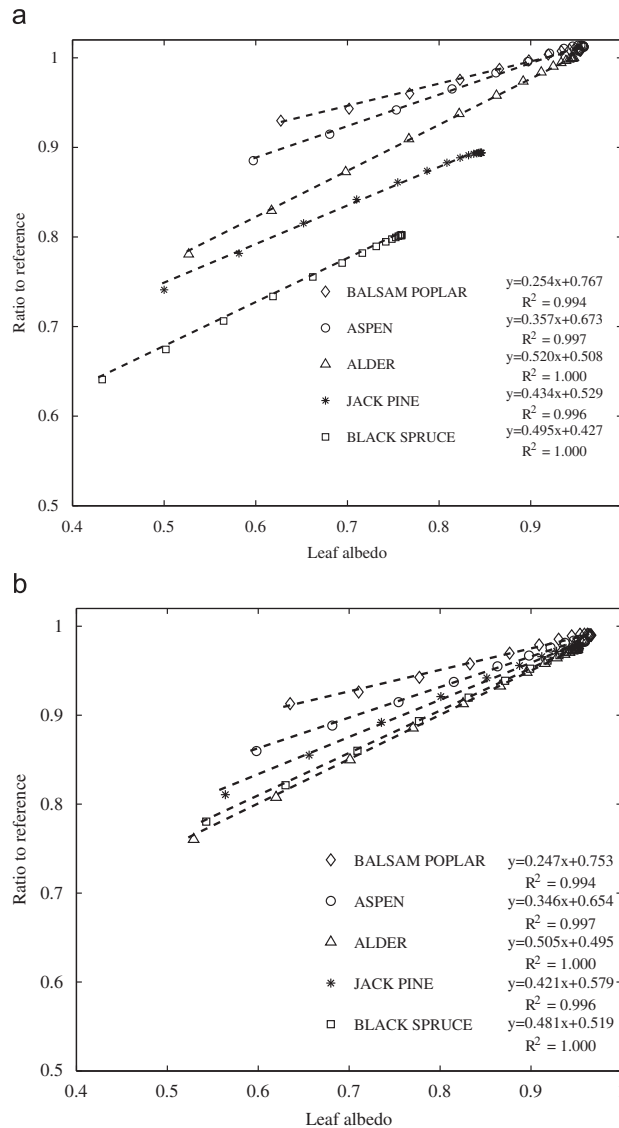 a
1
0.9
0.8
0.7
0.6
0.5
Ratio to reference
BALSAM POPLAR y=0.254x+0.767
R² = 0.994
ASPEN y=0.357x+0.673
R² = 0.997
ALDER y=0.520x+0.508
R² = 1.000
JACK PINE y=0.434x+0.529
R² = 0.996
BLACK SPRUCE y=0.495x+0.427
R² = 1.000
0.4 0.5 0.6 0.7 0.8 0.9
Leaf albedo
b
1
0.9
0.8
0.7
0.6
0.5
Ratio to reference
BALSAM POPLAR y=0.247x+0.753
R² = 0.994
ASPEN y=0.346x+0.654
R² = 0.997
ALDER y=0.505x+0.495
R² = 1.000
JACK PINE y=0.421x+0.579
R² = 0.996
BLACK SPRUCE y=0.481x+0.519
R² = 1.000
0.4 0.5 0.6 0.7 0.8 0.9
Leaf albedo